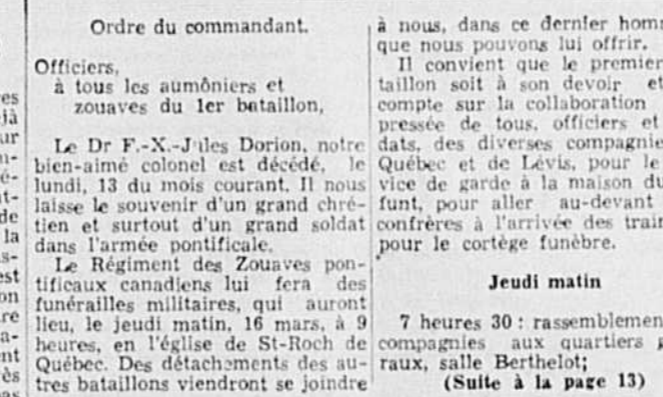 Ordre du commandant.
Officiers,
à tous les aumôniers et
zouaves du 1er bataillon,
Le Dr F.-X.-Jules Dorion, notre
bien-aimé colonel est décédé, le
lundi, 13 du mois courant. Il nous
laisse le souvenir d'un grand chré-
tien et surtout d'un grand soldat
dans l'armée pontificale.
Le Régiment des Zouaves pon-
tificaux canadiens lui fera des
funérailles militaires, qui auront
lieu, le jeudi matin, 16 mars, à 9
heures, en l'église de St-Roch de
Québec. Des détachements des au-
tres bataillons viendront se joindre
à nous, dans ce dernier hom
que nous pouvons lui offrir.
Il convient que le premier
taillon soit à son devoir et
compte sur la collaboration
pressée de tous, officiers et
dats, des diverses compagnie
Québec et de Lévis, pour le
vice de garde à la maison du
funt, pour aller au-devant
confrères à l'arrivée des train
pour le cortège funèbre.
Jeudi matin
7 heures 30 : rassemblemen
compagnies aux quartiers g
raux, salle Berthelot;
(Suite à la page 13)